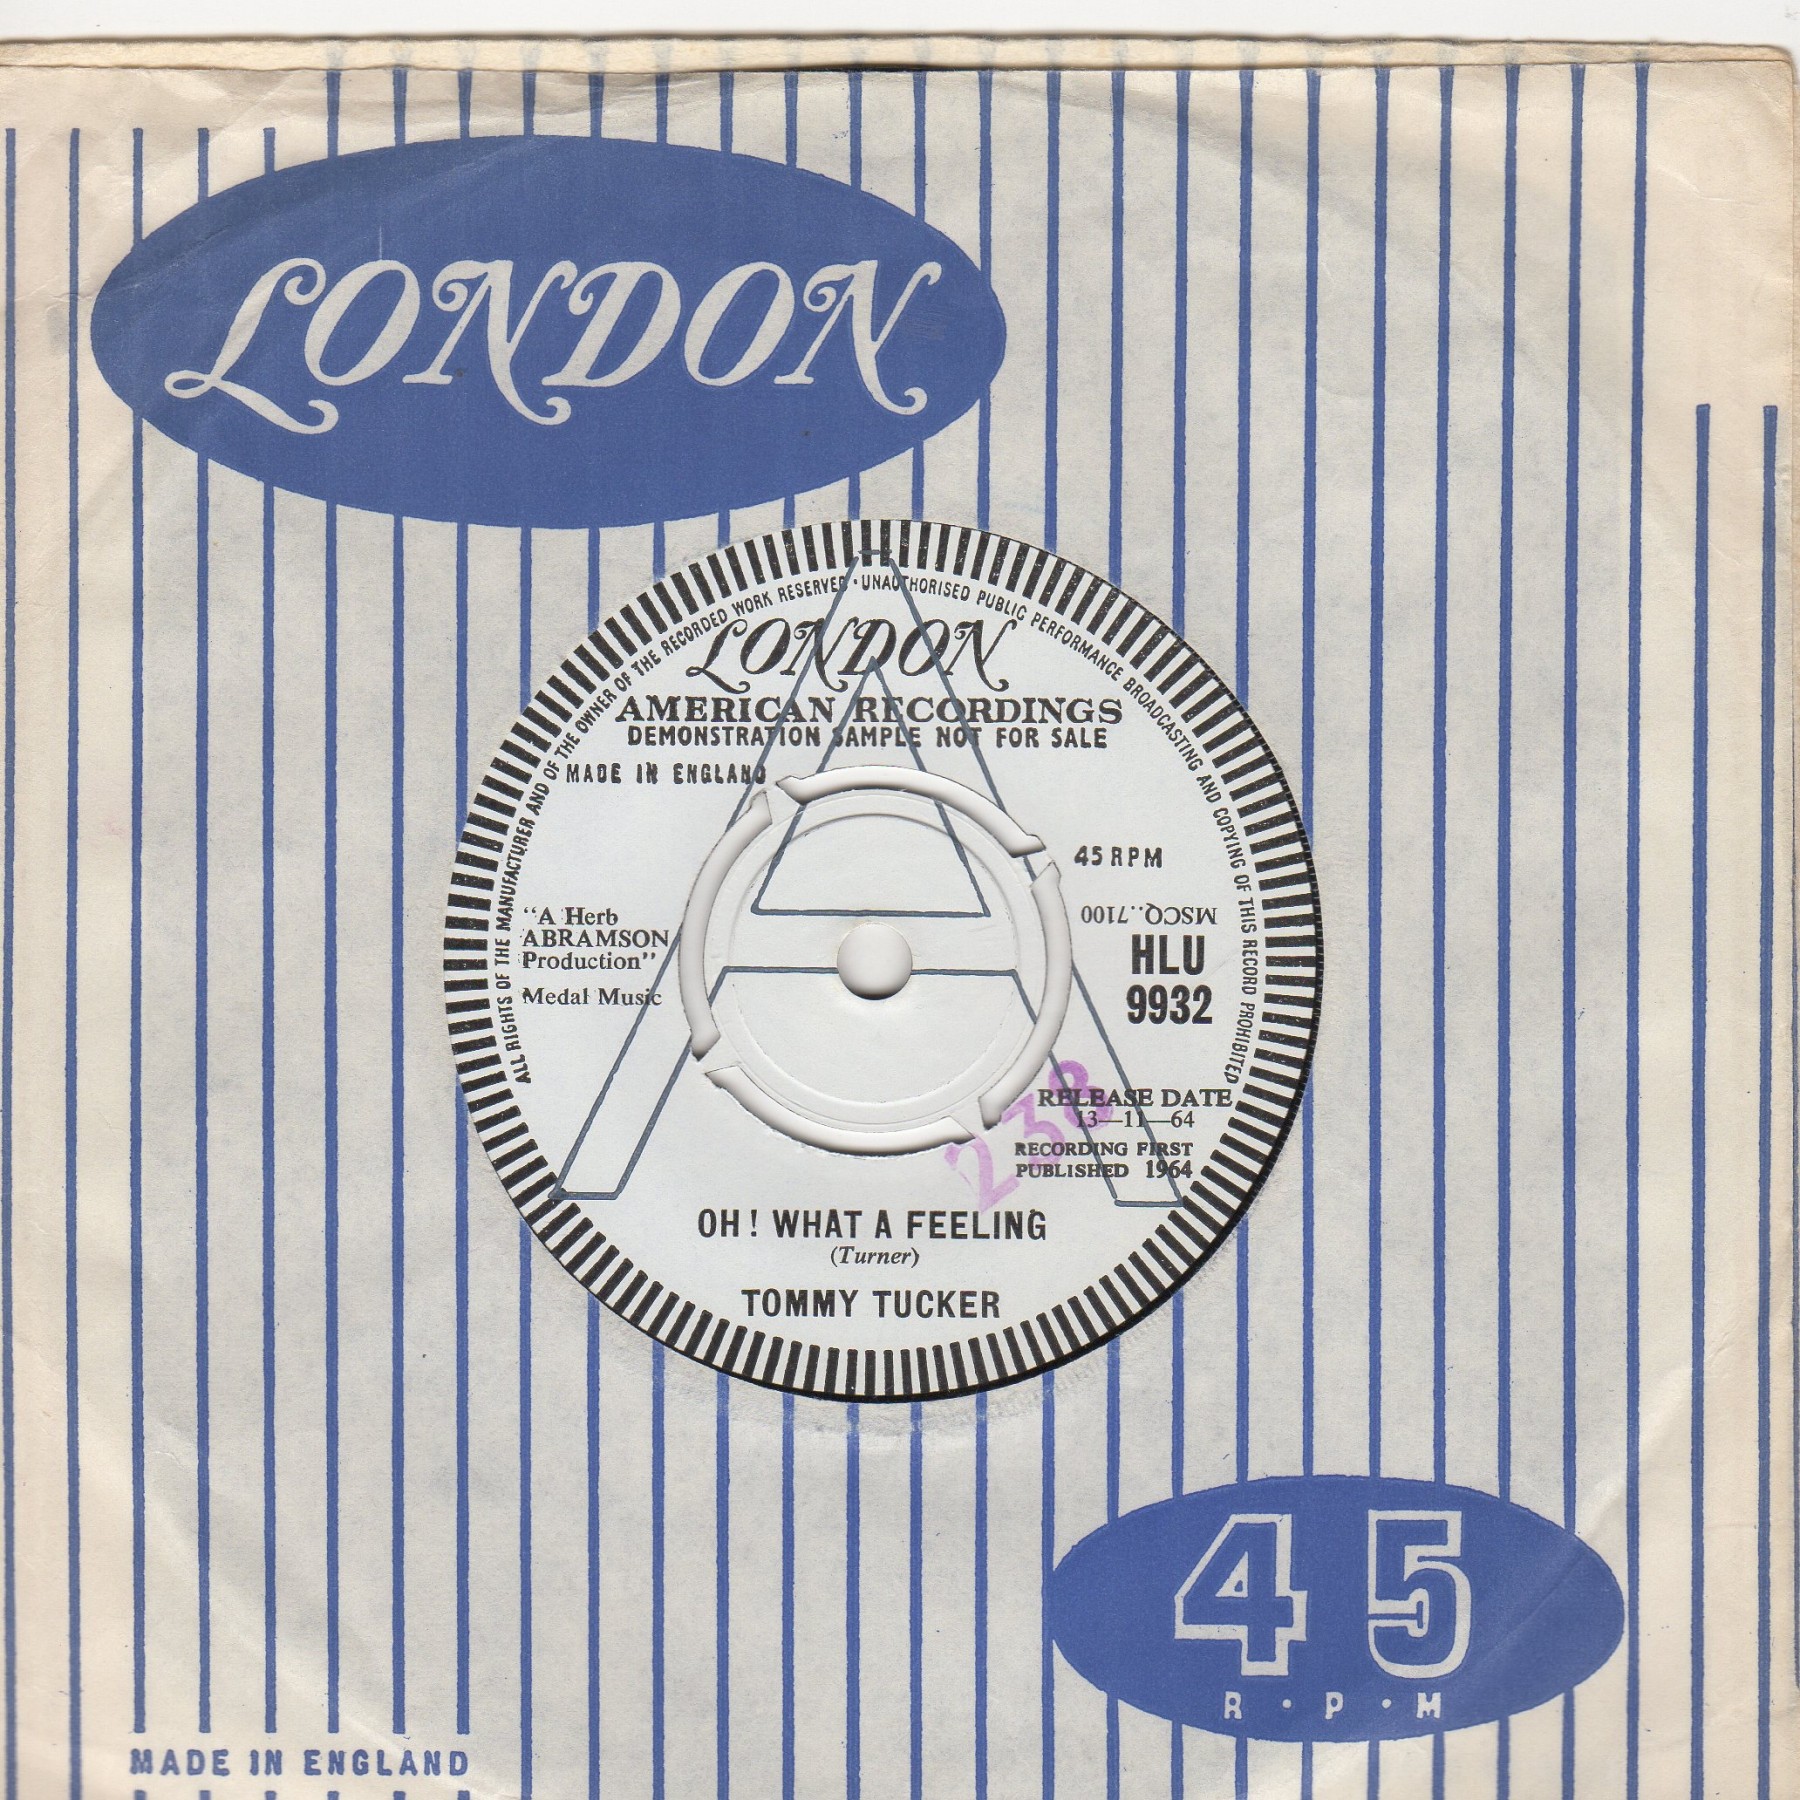 LONDON
ALL RIGHTS OF THE MANUFACTURER AND OF THE OWNER OF THE RECORDED WORK RESERVED · UNAUTHORISED PUBLIC PERFORMANCE BROADCASTING AND COPYING OF THIS RECORD PROHIBITED
LONDON
AMERICAN RECORDINGS
DEMONSTRATION SAMPLE NOT FOR SALE
MADE IN ENGLAND
A
45 RPM
"A Herb
ABRAMSON
Production"
Medal Music
MSCQ..7100
HLU
9932
238
RELEASE DATE
13—11—64
RECORDING FIRST
PUBLISHED 1964
OH! WHAT A FEELING
(Turner)
TOMMY TUCKER
45
R·P·M
MADE IN ENGLAND